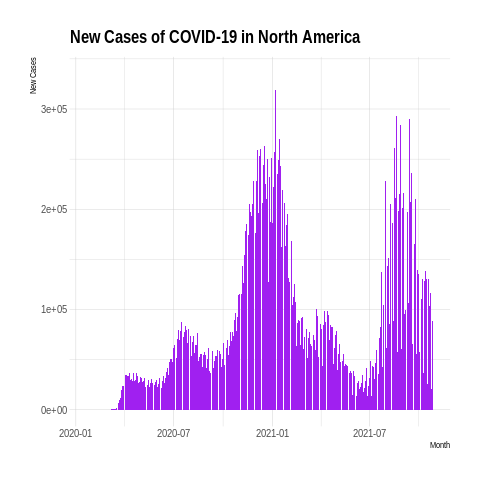 New Cases of COVID-19 in North America
New Cases
3e+05
2e+05
1e+05
0e+00
2020-01
2020-07
2021-01
2021-07
Month